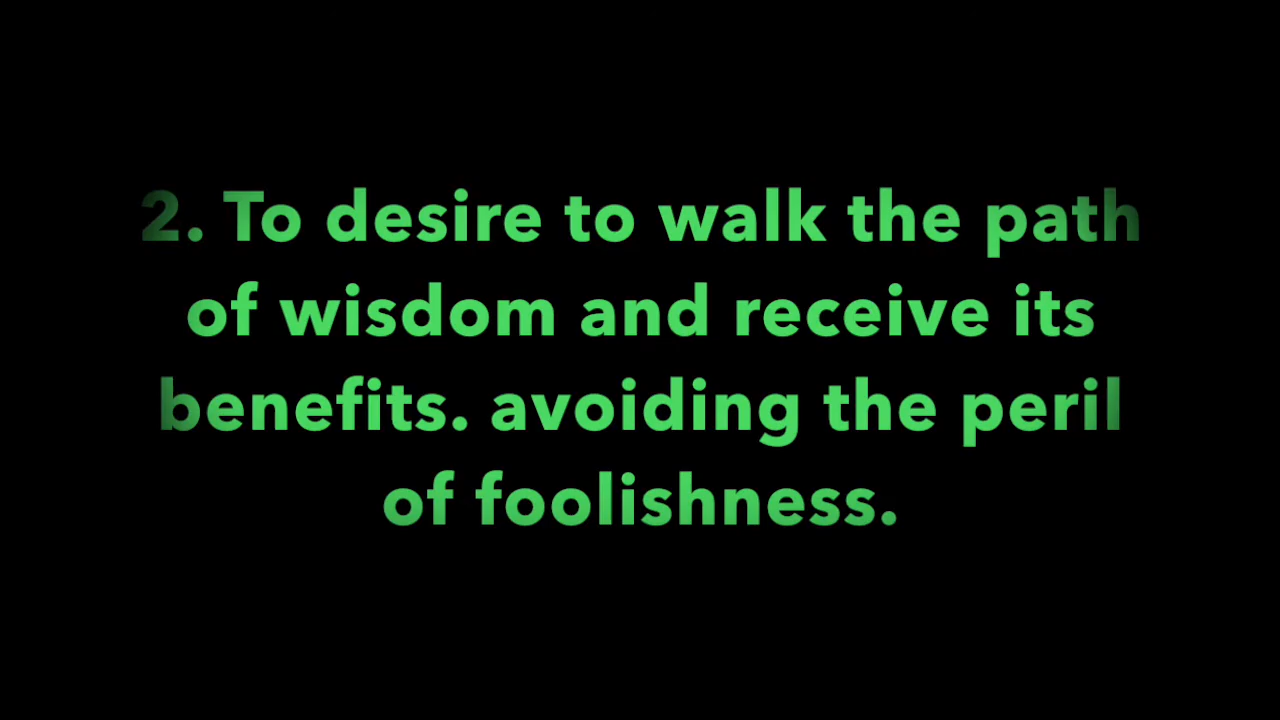 2. To desire to walk the path
of wisdom and receive its
benefits. avoiding the peril
of foolishness.